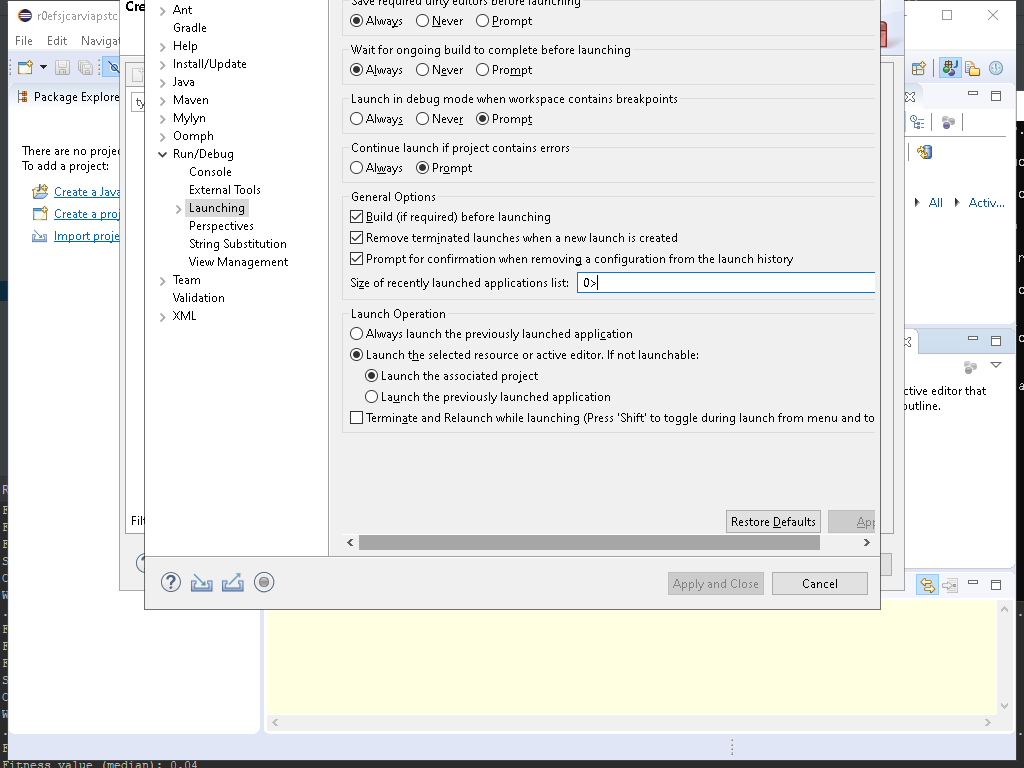 r0efsjcarviapstc
Cre
File Edit Naviga
Package Explore
There are no projec
To add a project:
Create a Java
Create a proj
Import proje
ty
Filt
Ant
Gradle
Help
Install/Update
Java
Maven
Mylyn
Oomph
Run/Debug
Console
External Tools
Launching
Perspectives
String Substitution
View Management
Team
Validation
XML
Save required dirty editors before launching
Always Never Prompt
Wait for ongoing build to complete before launching
Always Never Prompt
Launch in debug mode when workspace contains breakpoints
Always Never Prompt
Continue launch if project contains errors
Always Prompt
General Options
Build (if required) before launching
Remove terminated launches when a new launch is created
Prompt for confirmation when removing a configuration from the launch history
Size of recently launched applications list: 0>
Launch Operation
Always launch the previously launched application
Launch the selected resource or active editor. If not launchable:
Launch the associated project
Launch the previously launched application
Terminate and Relaunch while launching (Press 'Shift' to toggle during launch from menu and to
Restore Defaults App
Apply and Close Cancel
All Activ...
ctive editor that
outline.
Fitness value (median): 0.04